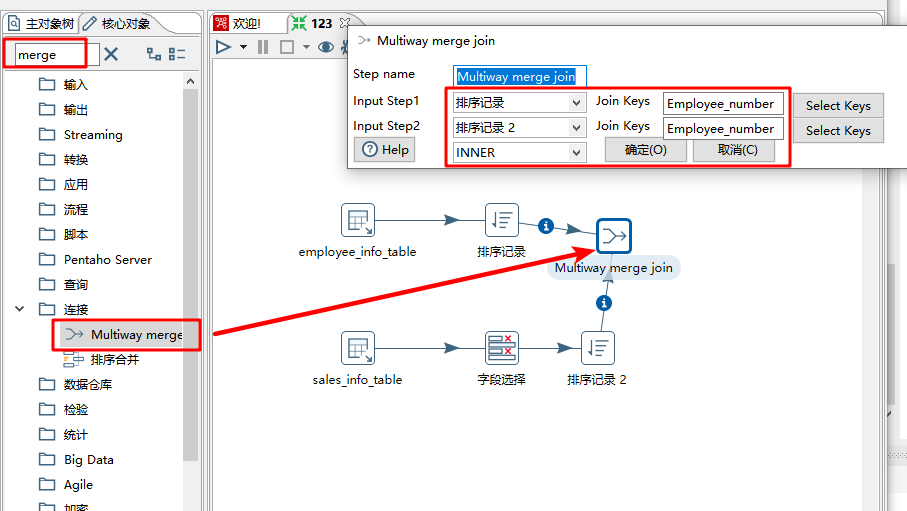 主对象树
核心对象
merge
输入
输出
Streaming
转换
应用
流程
脚本
Pentaho Server
查询
连接
Multiway merge
排序合并
数据仓库
检验
统计
Big Data
Agile
加密
欢迎!
123
Multiway merge join
Step name
Multiway merge join
Input Step1
排序记录
Join Keys
Employee_number
Select Keys
Input Step2
排序记录 2
Join Keys
Employee_number
Select Keys
Help
INNER
确定(O)
取消(C)
employee_info_table
排序记录
Multiway merge join
sales_info_table
字段选择
排序记录 2